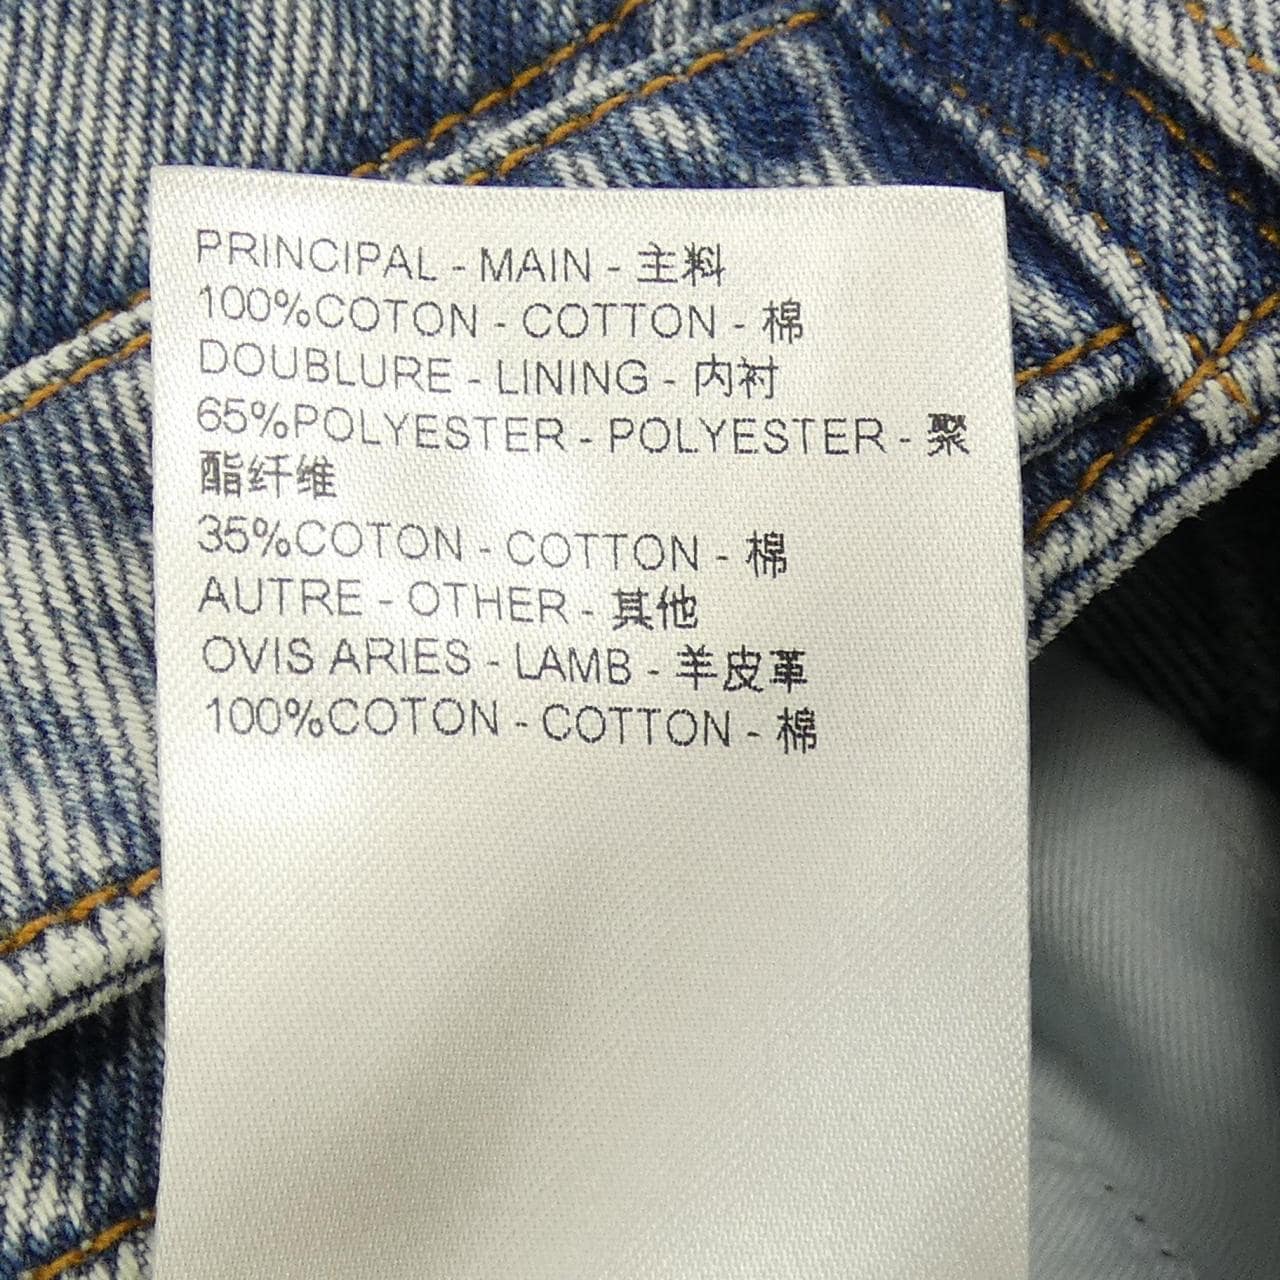 PRINCIPAL - MAIN - 主料
100%COTON - COTTON - 棉
DOUBLURE - LINING - 内衬
65%POLYESTER - POLYESTER - 聚
酯纤维
35%COTON - COTTON - 棉
AUTRE - OTHER - 其他
OVIS ARIES - LAMB - 羊皮革
100%COTON - COTTON - 棉